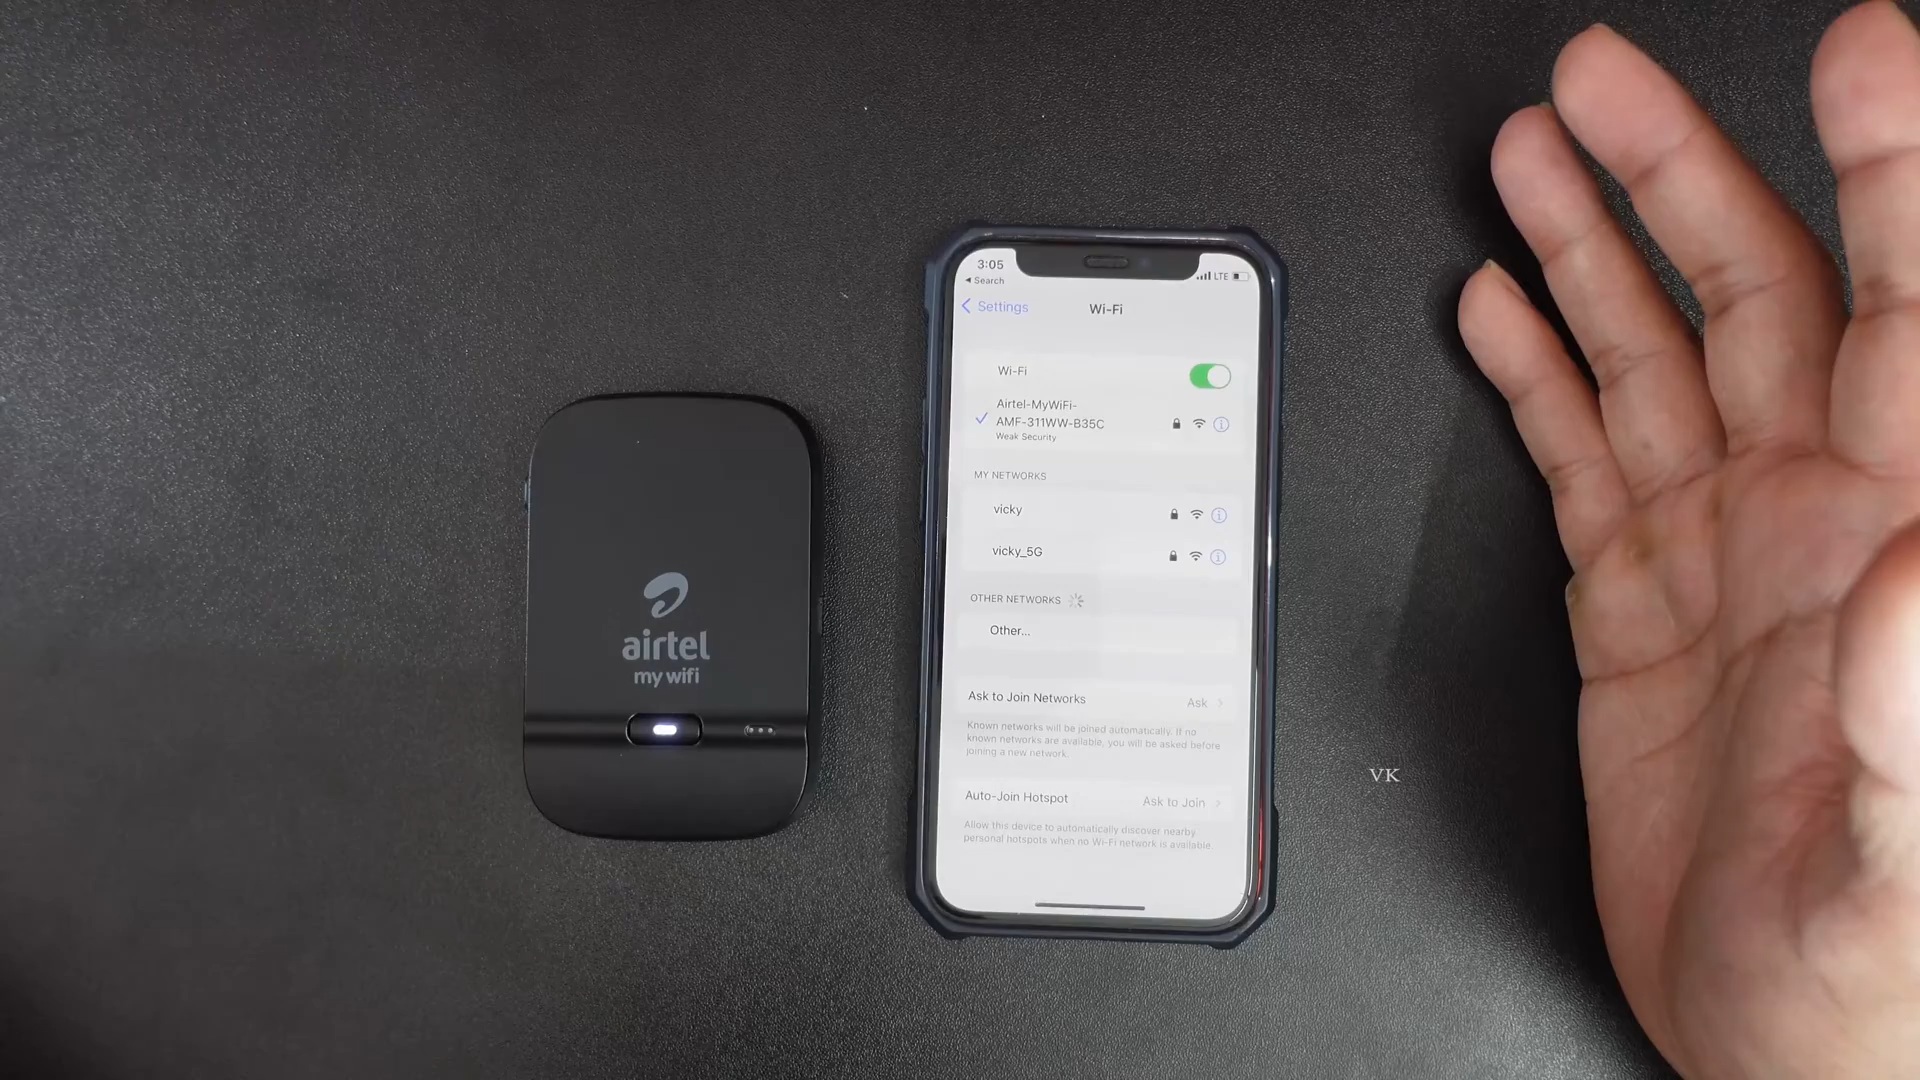 airtel
my wifi
3:05
LTE
Search
Settings
Wi-Fi
Wi-Fi
Airtel-MyWiFi-
AMF-311WW-B35C
Weak Security
MY NETWORKS
vicky
vicky_5G
OTHER NETWORKS
Other...
Ask to Join Networks
Ask
Known networks will be joined automatically. If no
known networks are available, you will be asked before
joining a new network.
Auto-Join Hotspot
Ask to Join
Allow this device to automatically discover nearby
personal hotspots when no Wi-Fi network is available.
VK